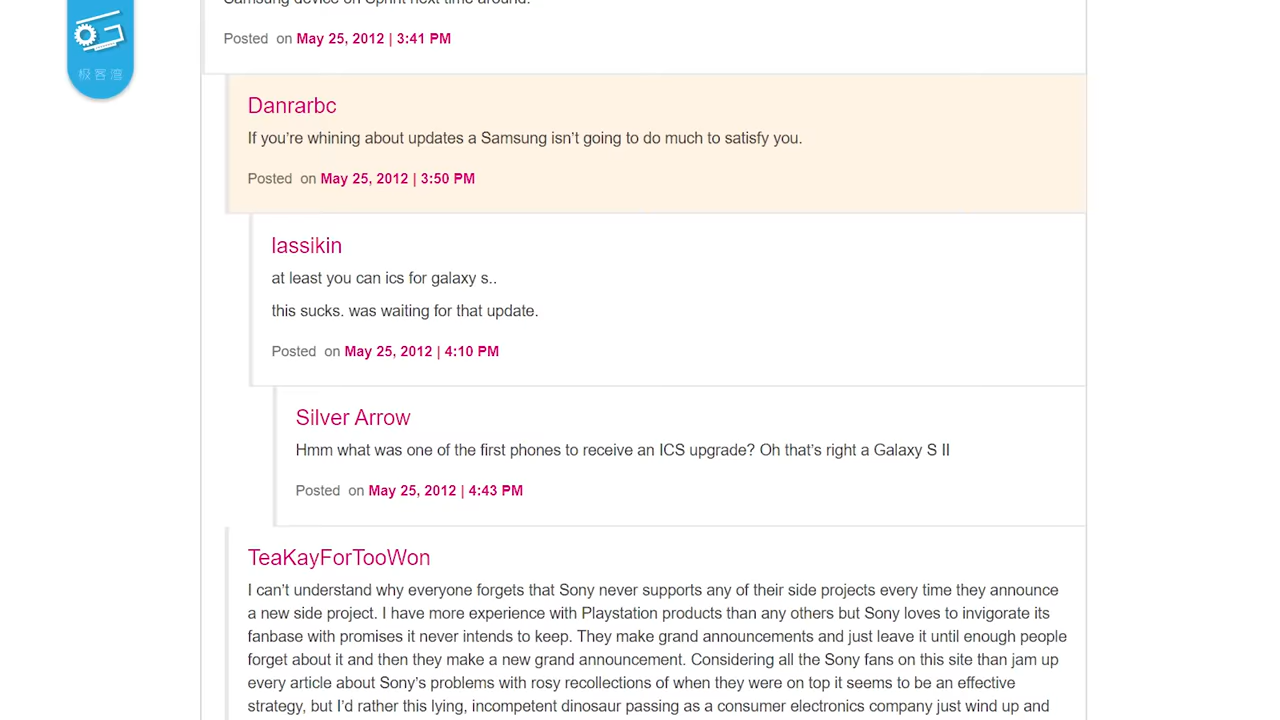 Samsung device on Sprint next time around.
极客湾
Posted on May 25, 2012 | 3:41 PM
Danrarbc
If you’re whining about updates a Samsung isn’t going to do much to satisfy you.
Posted on May 25, 2012 | 3:50 PM
lassikin
at least you can ics for galaxy s..
this sucks. was waiting for that update.
Posted on May 25, 2012 | 4:10 PM
Silver Arrow
Hmm what was one of the first phones to receive an ICS upgrade? Oh that’s right a Galaxy S II
Posted on May 25, 2012 | 4:43 PM
TeaKayForTooWon
I can’t understand why everyone forgets that Sony never supports any of their side projects every time they announce
a new side project. I have more experience with Playstation products than any others but Sony loves to invigorate its
fanbase with promises it never intends to keep. They make grand announcements and just leave it until enough people
forget about it and then they make a new grand announcement. Considering all the Sony fans on this site than jam up
every article about Sony’s problems with rosy recollections of when they were on top it seems to be an effective
strategy, but I’d rather this lying, incompetent dinosaur passing as a consumer electronics company just wind up and